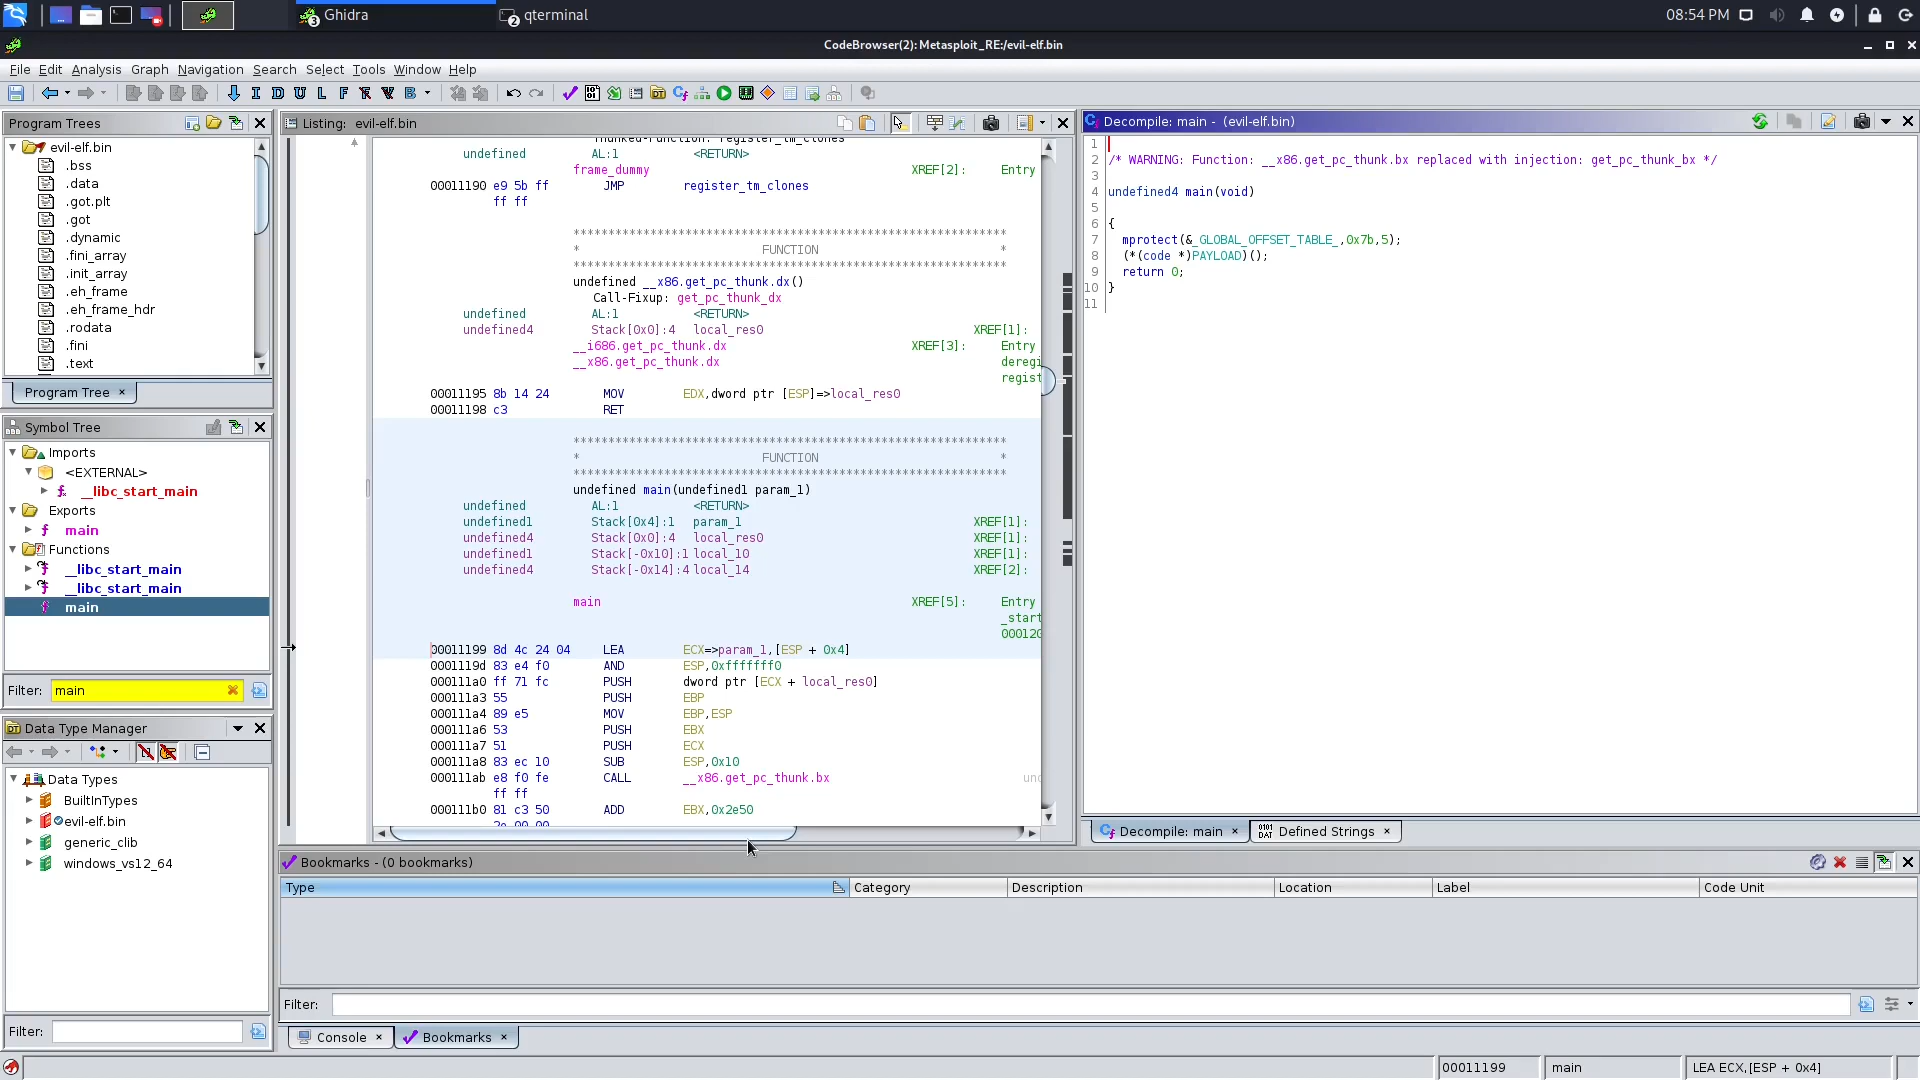 Ghidra
3
qterminal
2
08:54 PM
CodeBrowser(2): Metasploit_RE:/evil-elf.bin
File Edit Analysis Graph Navigation Search Select Tools Window Help
I D U L F V B
Program Trees
evil-elf.bin
.bss
.data
.got.plt
.got
.dynamic
.fini_array
.init_array
.eh_frame
.eh_frame_hdr
.rodata
.fini
.text
Program Tree ×
Symbol Tree
Imports
<EXTERNAL>
__libc_start_main
Exports
main
Functions
__libc_start_main
__libc_start_main
main
Filter: main
Data Type Manager
Data Types
BuiltInTypes
evil-elf.bin
generic_clib
windows_vs12_64
Filter:
Listing: evil-elf.bin
Thunked-Function: register_tm_clones
undefined AL:1 <RETURN>
frame_dummy XREF[2]: Entry
00011190 e9 5b ff JMP register_tm_clones
ff ff
**************************************************************
* FUNCTION *
**************************************************************
undefined __x86.get_pc_thunk.dx()
Call-Fixup: get_pc_thunk_dx
undefined AL:1 <RETURN>
undefined4 Stack[0x0]:4 local_res0 XREF[1]:
__i686.get_pc_thunk.dx XREF[3]: Entry
__x86.get_pc_thunk.dx deregi
regist
00011195 8b 14 24 MOV EDX,dword ptr [ESP]=>local_res0
00011198 c3 RET
**************************************************************
* FUNCTION *
**************************************************************
undefined main(undefined1 param_1)
undefined AL:1 <RETURN>
undefined1 Stack[0x4]:1 param_1 XREF[1]:
undefined4 Stack[0x0]:4 local_res0 XREF[1]:
undefined1 Stack[-0x10]:1 local_10 XREF[1]:
undefined4 Stack[-0x14]:4 local_14 XREF[2]:
main XREF[5]: Entry
_start
000120
00011199 8d 4c 24 04 LEA ECX=>param_1,[ESP + 0x4]
0001119d 83 e4 f0 AND ESP,0xfffffff0
000111a0 ff 71 fc PUSH dword ptr [ECX + local_res0]
000111a3 55 PUSH EBP
000111a4 89 e5 MOV EBP,ESP
000111a6 53 PUSH EBX
000111a7 51 PUSH ECX
000111a8 83 ec 10 SUB ESP,0x10
000111ab e8 f0 fe CALL __x86.get_pc_thunk.bx und
ff ff
000111b0 81 c3 50 ADD EBX,0x2e50
2e 00 00
Decompile: main - (evil-elf.bin)
1
2 /* WARNING: Function: __x86.get_pc_thunk.bx replaced with injection: get_pc_thunk_bx */
3
4 undefined4 main(void)
5
6 {
7 mprotect(&_GLOBAL_OFFSET_TABLE_,0x7b,5);
8 (*(code *)PAYLOAD)();
9 return 0;
10 }
11
Decompile: main × Defined Strings ×
Bookmarks - (0 bookmarks)
Type Category Description Location Label Code Unit
Filter:
Console × Bookmarks ×
00011199 main LEA ECX,[ESP + 0x4]